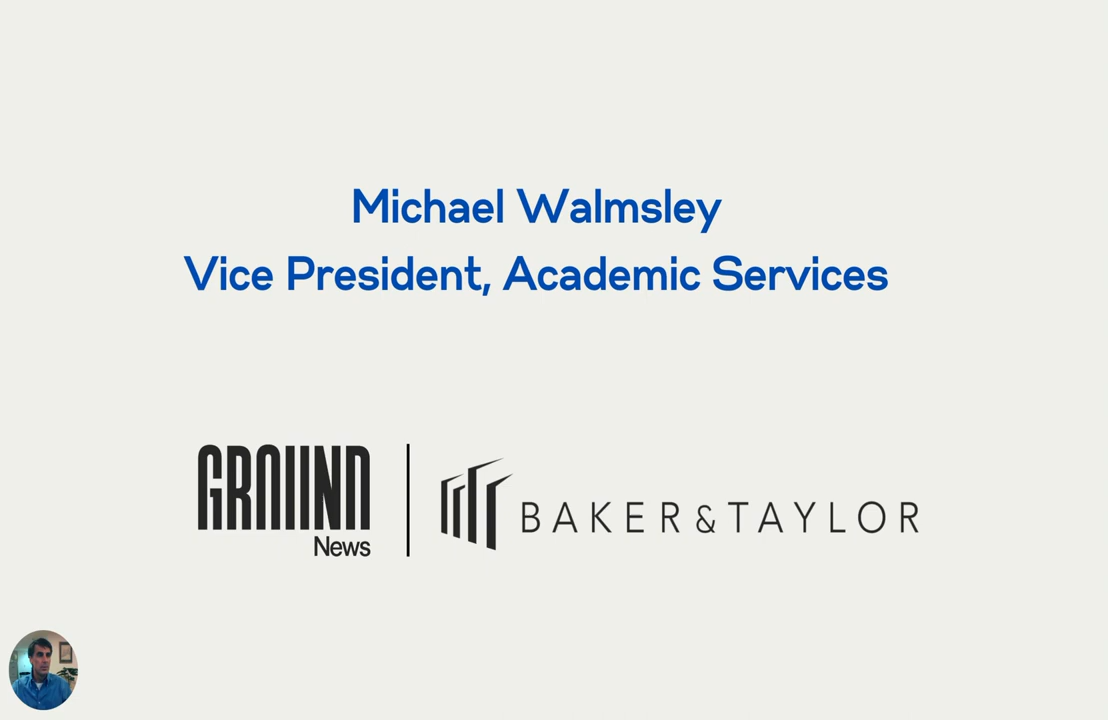 Michael Walmsley
Vice President, Academic Services
GROUND
News
BAKER & TAYLOR